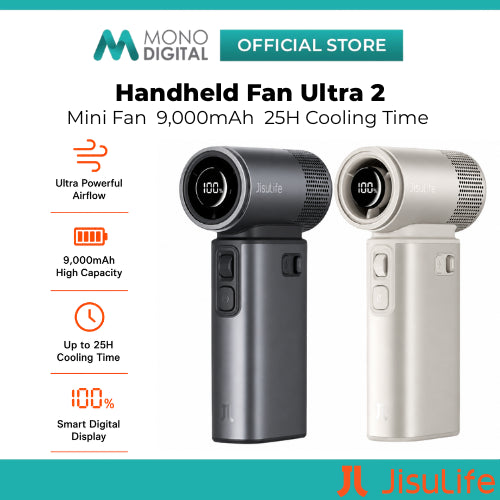 MONO
DIGITAL
OFFICIAL STORE
Handheld Fan Ultra 2
Mini Fan 9,000mAh 25H Cooling Time
Ultra Powerful
Airflow
9,000mAh
High Capacity
Up to 25H
Cooling Time
100%
Smart Digital
Display
100%
JisuLife
100%
JisuLife
JisuLife